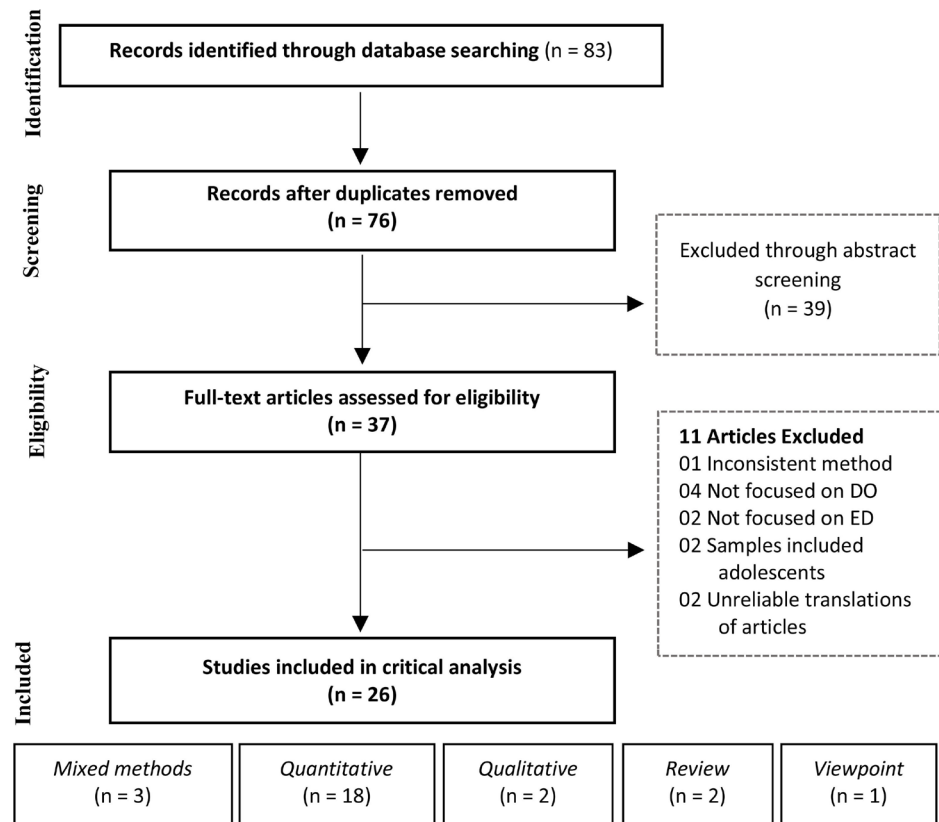 Identification
Records identified through database searching (n = 83)
Screening
Records after duplicates removed
(n = 76)
Excluded through abstract
screening
(n = 39)
Eligibility
Full-text articles assessed for eligibility
(n = 37)
11 Articles Excluded
01 Inconsistent method
04 Not focused on DO
02 Not focused on ED
02 Samples included
adolescents
02 Unreliable translations
of articles
Included
Studies included in critical analysis
(n = 26)
Mixed methods
(n = 3)
Quantitative
(n = 18)
Qualitative
(n = 2)
Review
(n = 2)
Viewpoint
(n = 1)